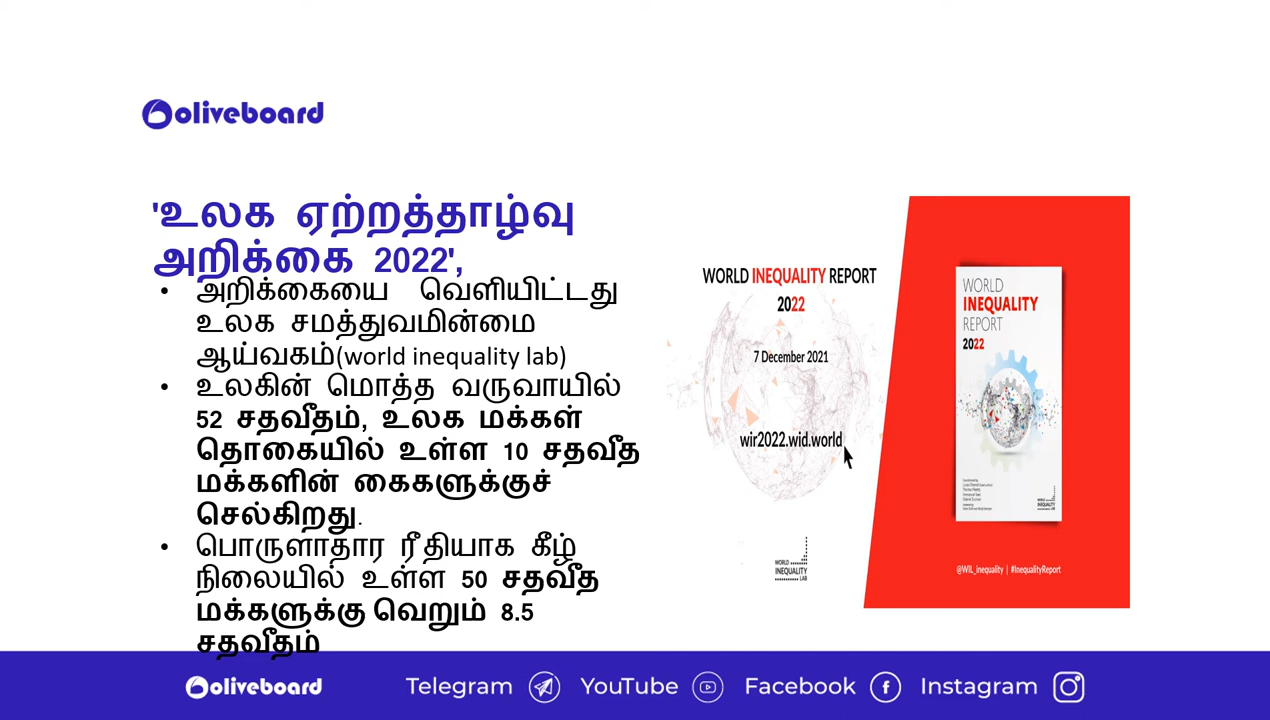 oliveboard
'உலக ஏற்றத்தாழ்வு
அறிக்கை 2022',
• அறிக்கையை வெளியிட்டது
உலக சமத்துவமின்மை
ஆய்வகம்(world inequality lab)
• உலகின் மொத்த வருவாயில்
52 சதவீதம், உலக மக்கள்
தொகையில் உள்ள 10 சதவீத
மக்களின் கைகளுக்குச்
செல்கிறது.
• பொருளாதார ரீதியாக கீழ்
நிலையில் உள்ள 50 சதவீத
மக்களுக்கு வெறும் 8.5
சதவீதம்
WORLD INEQUALITY REPORT
2022
7 December 2021
wir2022.wid.world
WORLD
INEQUALITY
LAB
WORLD
INEQUALITY
REPORT
2022
WORLD
INEQUALITY
LAB
@WIL_inequality | #InequalityReport
oliveboard Telegram YouTube Facebook Instagram